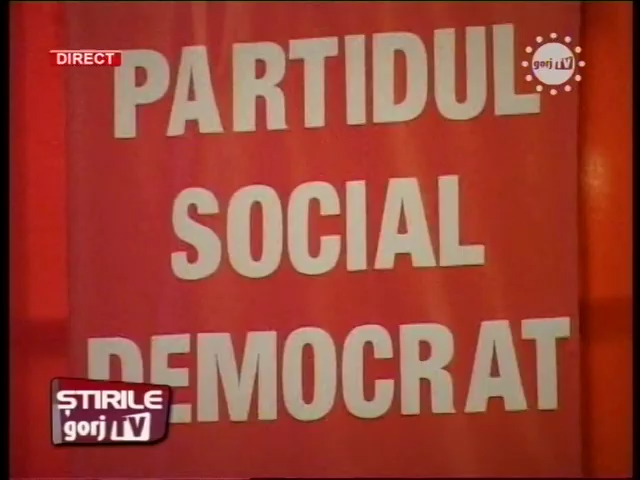 DIRECT
gorj TV
PARTIDUL
SOCIAL
DEMOCRAT
ȘTIRILE
gorj TV